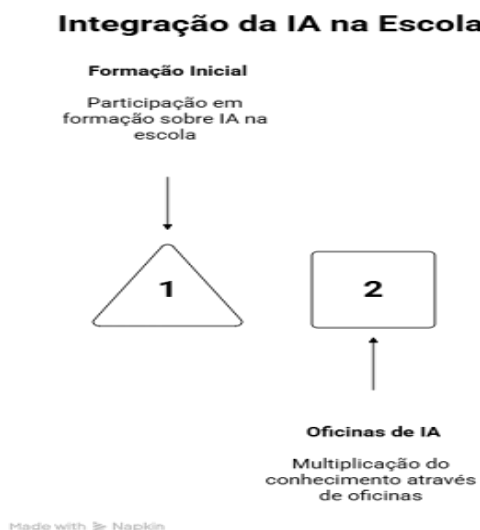 Integração da IA na Escola
Formação Inicial
Participação em
formação sobre IA na
escola
1
2
Oficinas de IA
Multiplicação do
conhecimento através
de oficinas
Made with Napkin